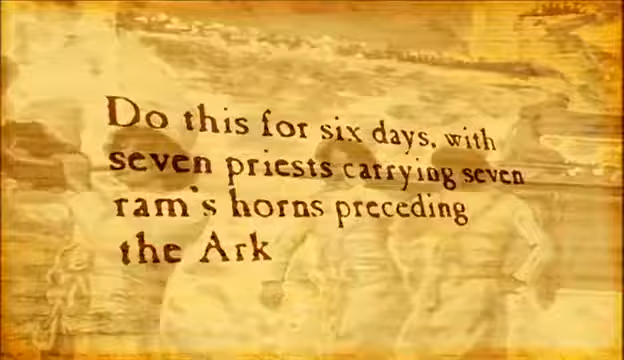 Do this for six days, with
seven priests carrying seven
ram's horns preceding
the Ark